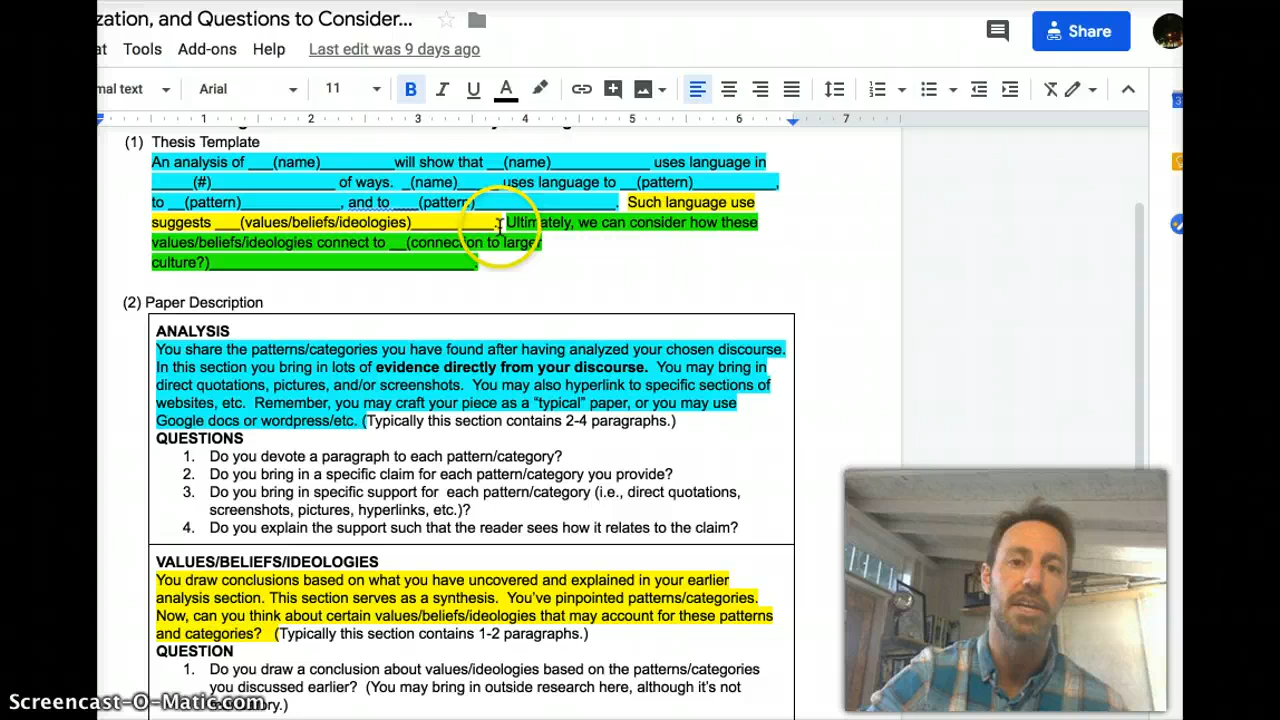 zation, and Questions to Consider...
at Tools Add-ons Help Last edit was 9 days ago
Share
mal text Arial 11 B I U A
1 2 3 4 5 6 7
(1) Thesis Template
An analysis of ___(name)_________will show that __(name)____________ uses language in
_____(#)_______________ of ways. _(name)______uses language to __(pattern)__________,
to __(pattern)____________, and to ___(pattern)_________________. Such language use
suggests ___(values/beliefs/ideologies)__________. Ultimately, we can consider how these
values/beliefs/ideologies connect to __(connection to larger
culture?)________________________________.
(2) Paper Description
ANALYSIS
You share the patterns/categories you have found after having analyzed your chosen discourse.
In this section you bring in lots of evidence directly from your discourse. You may bring in
direct quotations, pictures, and/or screenshots. You may also hyperlink to specific sections of
websites, etc. Remember, you may craft your piece as a “typical” paper, or you may use
Google docs or wordpress/etc. (Typically this section contains 2-4 paragraphs.)
QUESTIONS
1. Do you devote a paragraph to each pattern/category?
2. Do you bring in a specific claim for each pattern/category you provide?
3. Do you bring in specific support for each pattern/category (i.e., direct quotations,
screenshots, pictures, hyperlinks, etc.)?
4. Do you explain the support such that the reader sees how it relates to the claim?
VALUES/BELIEFS/IDEOLOGIES
You draw conclusions based on what you have uncovered and explained in your earlier
analysis section. This section serves as a synthesis. You’ve pinpointed patterns/categories.
Now, can you think about certain values/beliefs/ideologies that may account for these patterns
and categories? (Typically this section contains 1-2 paragraphs.)
QUESTION
1. Do you draw a conclusion about values/ideologies based on the patterns/categories
you discussed earlier? (You may bring in outside research here, although it’s not
Screencast-O-Matic.com